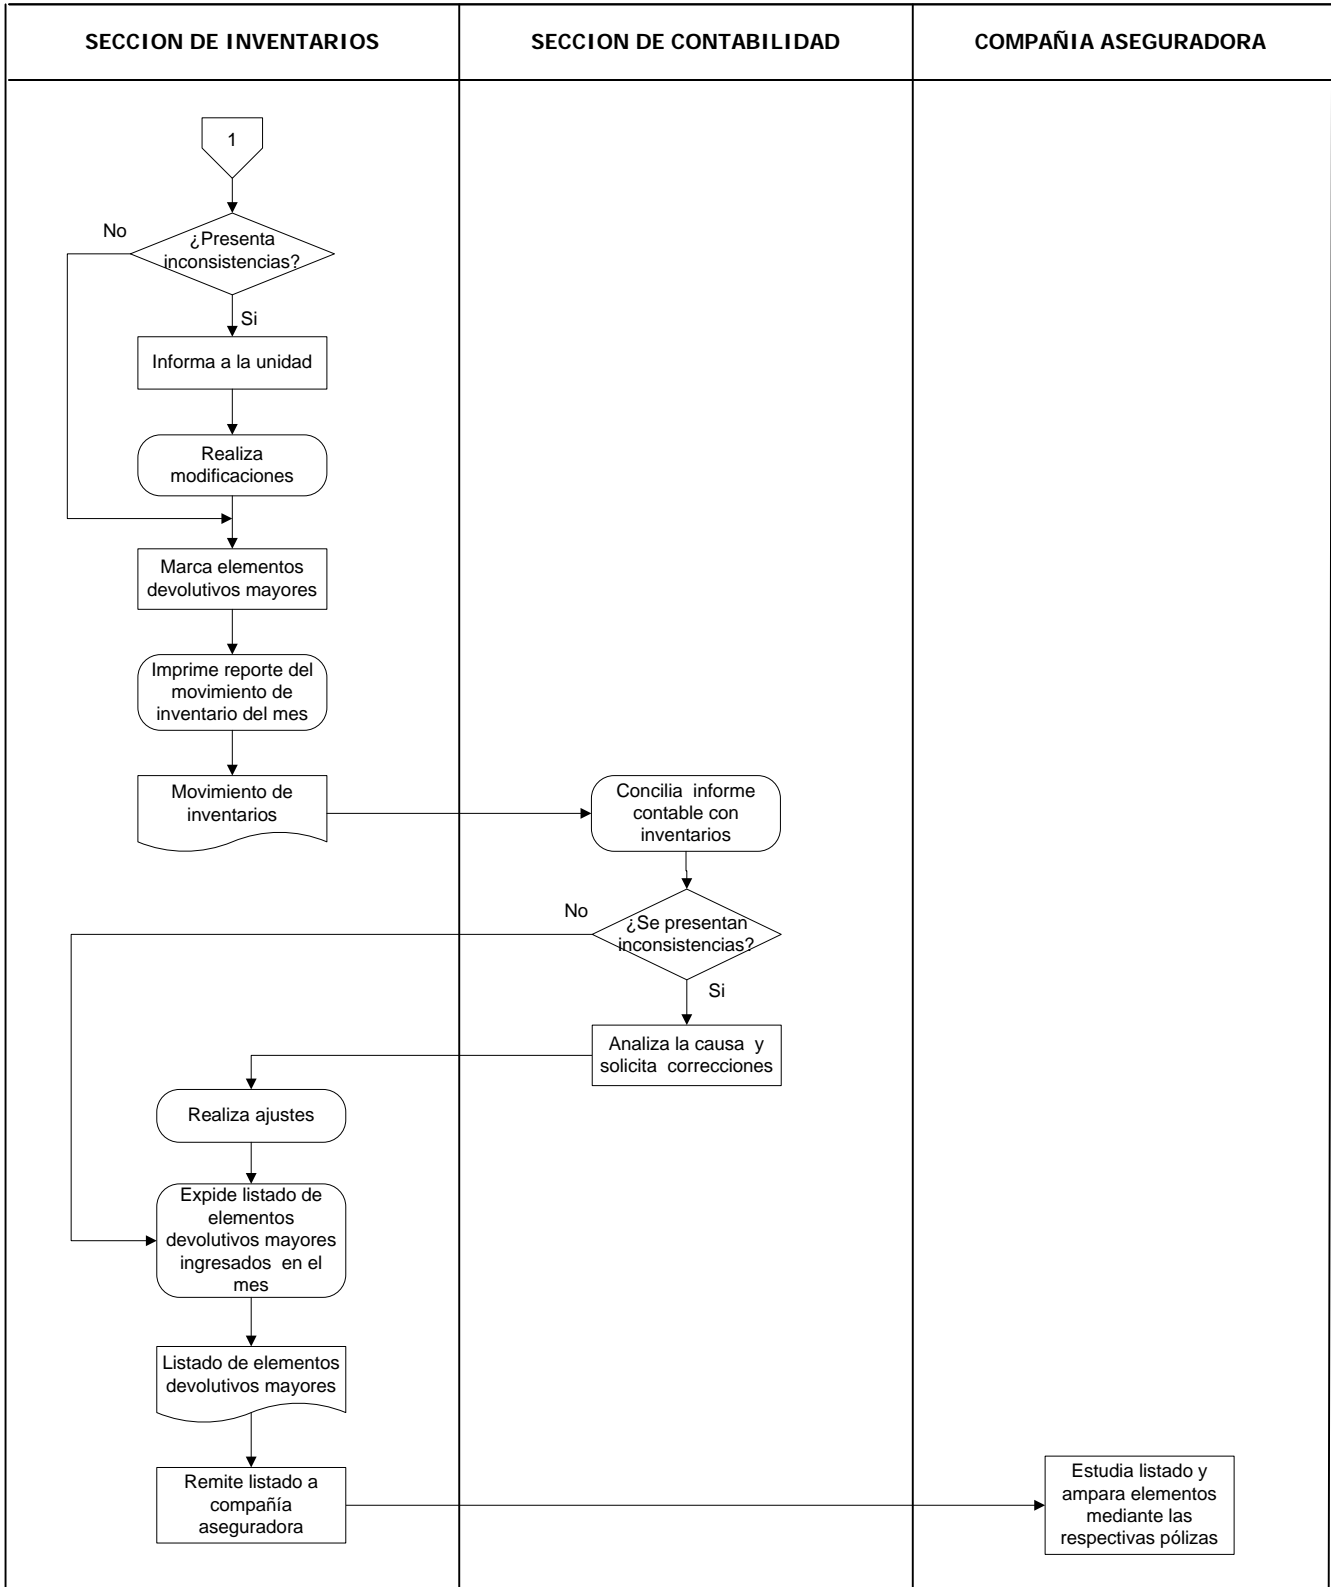 SECCION DE INVENTARIOS
SECCION DE CONTABILIDAD
COMPAÑIA ASEGURADORA
1
No
¿Presenta
inconsistencias?
Si
Informa a la unidad
Realiza
modificaciones
Marca elementos
devolutivos mayores
Imprime reporte del
movimiento de
inventario del mes
Movimiento de
inventarios
Concilia informe
contable con
inventarios
No
¿Se presentan
inconsistencias?
Si
Analiza la causa y
solicita correcciones
Realiza ajustes
Expide listado de
elementos
devolutivos mayores
ingresados en el
mes
Listado de elementos
devolutivos mayores
Remite listado a
compañía
aseguradora
Estudia listado y
ampara elementos
mediante las
respectivas pólizas